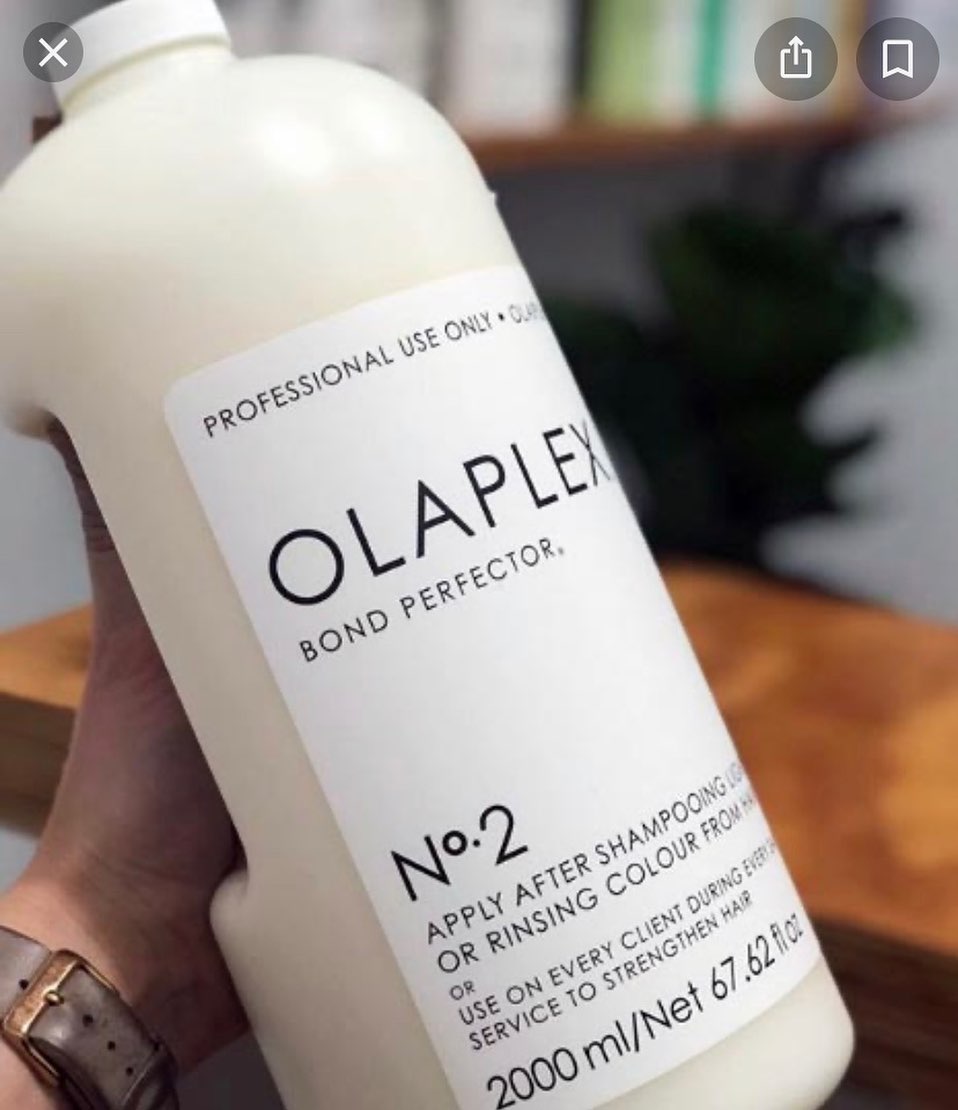 PROFESSIONAL USE ONLY •
OLAPLEX
BOND PERFECTOR®
Nº.2
APPLY AFTER SHAMPOOING
OR RINSING COLOUR FROM
OR
USE ON EVERY CLIENT DURING
SERVICE TO STRENGTHEN HAIR
2000 ml/Net 67.62 fl oz